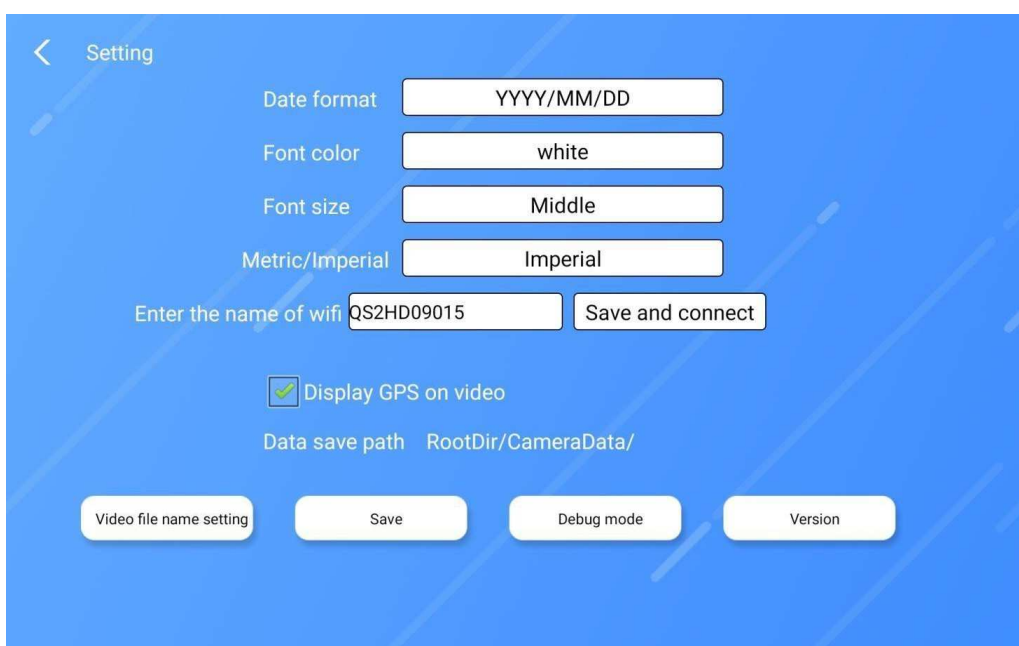 Setting
Date format YYYY/MM/DD
Font color white
Font size Middle
Metric/Imperial Imperial
Enter the name of wifi QS2HD09015 Save and connect
Display GPS on video
Data save path RootDir/CameraData/
Video file name setting Save Debug mode Version